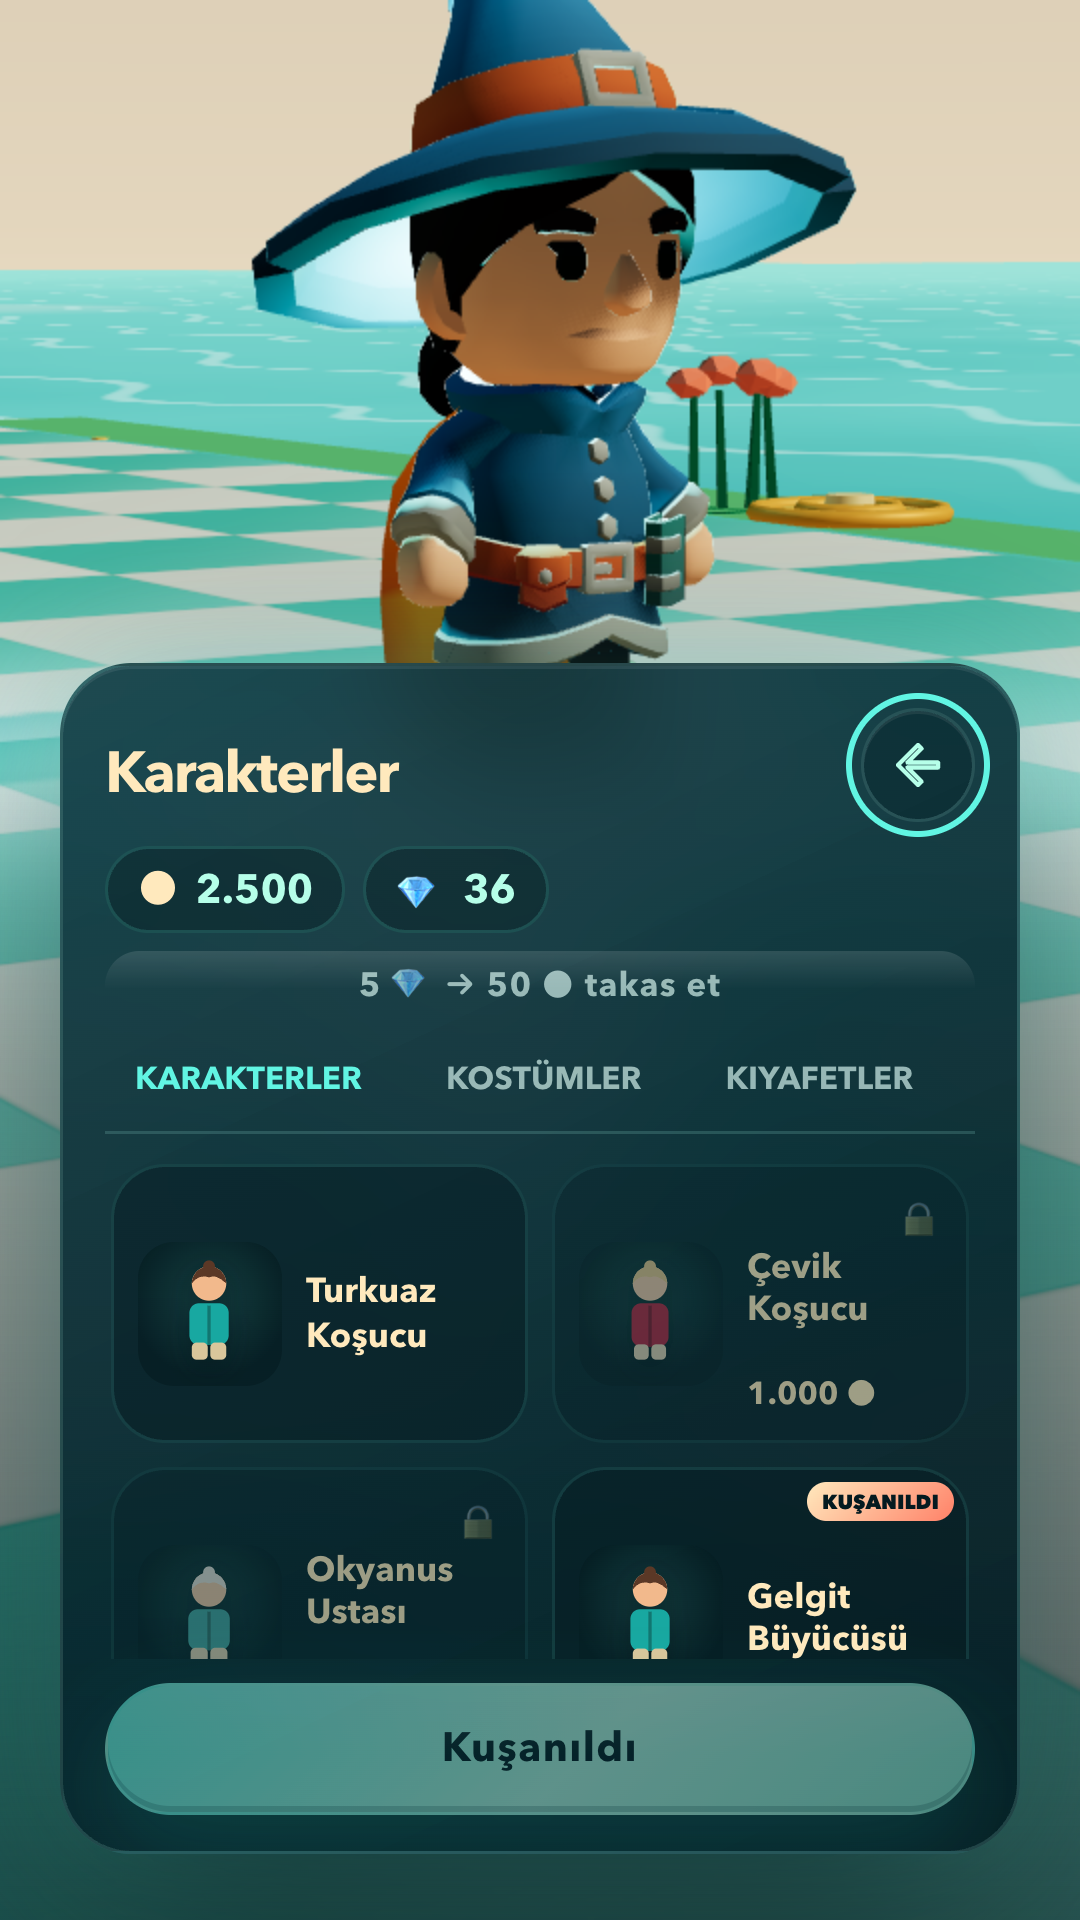 Karakterler
2.500
36
5 💎 → 50 takas et
KARAKTERLER
KOSTÜMLER
KIYAFETLER
Turkuaz
Koşucu
Çevik
Koşucu
1.000
Okyanus
Ustası
KUŞANILDI
Gelgit
Büyücüsü
Kuşanıldı